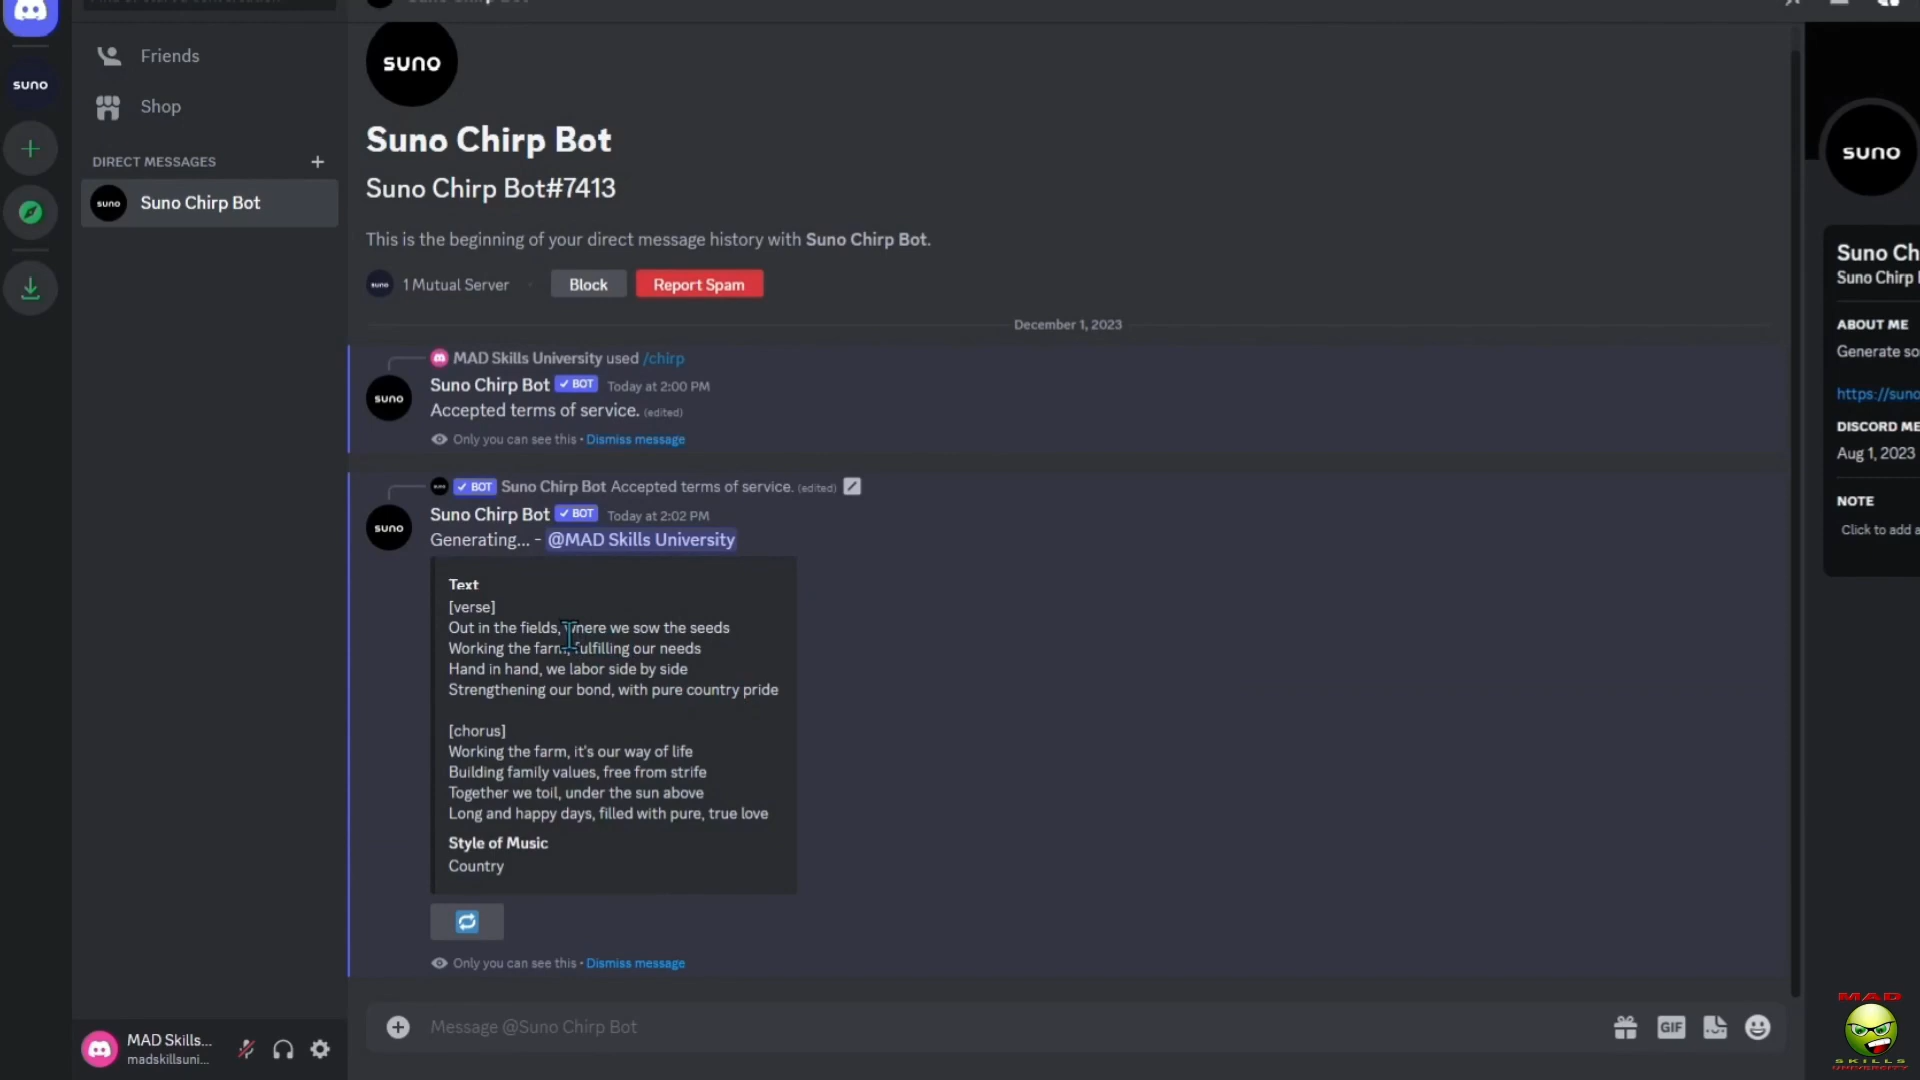 suno
Friends
Shop
DIRECT MESSAGES
suno Suno Chirp Bot
suno
Suno Chirp Bot
Suno Chirp Bot#7413
This is the beginning of your direct message history with Suno Chirp Bot.
1 Mutual Server
Block
Report Spam
December 1, 2023
MAD Skills University used /chirp
suno
Suno Chirp Bot BOT Today at 2:00 PM
Accepted terms of service. (edited)
Only you can see this • Dismiss message
BOT Suno Chirp Bot Accepted terms of service. (edited)
suno
Suno Chirp Bot BOT Today at 2:02 PM
Generating... - @MAD Skills University
Text
[verse]
Out in the fields, where we sow the seeds
Working the farm, fulfilling our needs
Hand in hand, we labor side by side
Strengthening our bond, with pure country pride
[chorus]
Working the farm, it's our way of life
Building family values, free from strife
Together we toil, under the sun above
Long and happy days, filled with pure, true love
Style of Music
Country
Only you can see this • Dismiss message
Message @Suno Chirp Bot
GIF
MAD Skills...
madskillsuni...
suno
Suno Ch
Suno Chirp
ABOUT ME
Generate so
https://suno
DISCORD ME
Aug 1, 2023
NOTE
Click to add a
MAD
SKILLS
UNIVERSITY